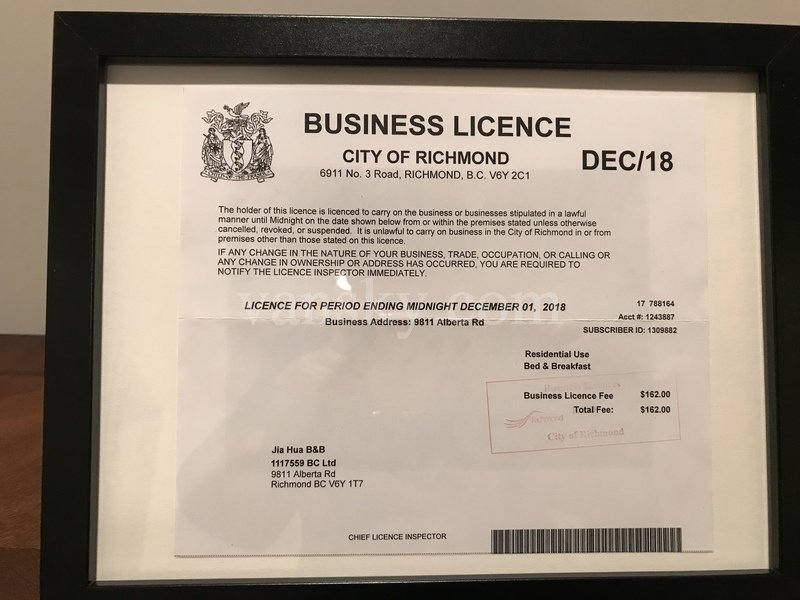 BUSINESS LICENCE
CITY OF RICHMOND
DEC/18
6911 No. 3 Road, RICHMOND, B.C. V6Y 2C1
The holder of this licence is licenced to carry on the business or businesses stipulated in a lawful
manner until Midnight on the date shown below from or within the premises stated unless otherwise
cancelled, revoked, or suspended. It is unlawful to carry on business in the City of Richmond in or from
premises other than those stated on this licence.
IF ANY CHANGE IN THE NATURE OF YOUR BUSINESS, TRADE, OCCUPATION, OR CALLING OR
ANY CHANGE IN OWNERSHIP OR ADDRESS HAS OCCURRED, YOU ARE REQUIRED TO
NOTIFY THE LICENCE INSPECTOR IMMEDIATELY.
vansky.com
LICENCE FOR PERIOD ENDING MIDNIGHT DECEMBER 01, 2018
17 788164
Business Address: 9811 Alberta Rd
Acct #: 1243887
SUBSCRIBER ID: 1309882
Residential Use
Bed & Breakfast
Business Licences
Business Licence Fee $162.00
Total Fee: $162.00
Richmond
City of Richmond
Jia Hua B&B
1117559 BC Ltd
9811 Alberta Rd
Richmond BC V6Y 1T7
CHIEF LICENCE INSPECTOR